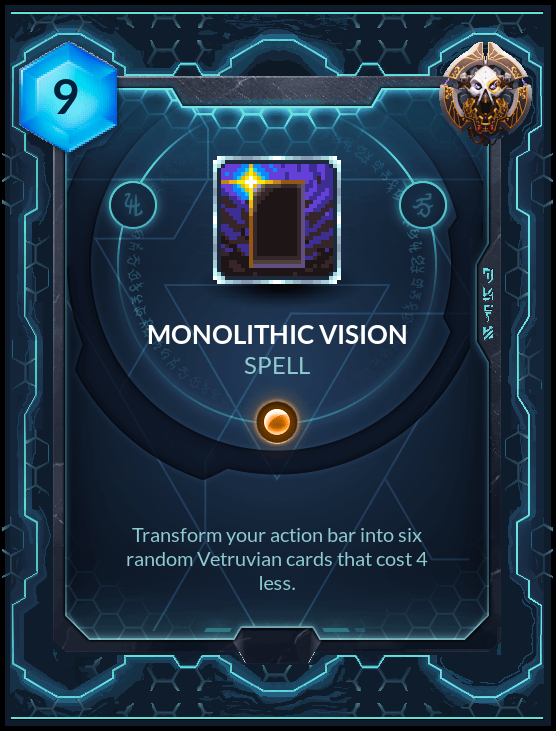 9
MONOLITHIC VISION
SPELL
Transform your action bar into six
random Vetruvian cards that cost 4
less.